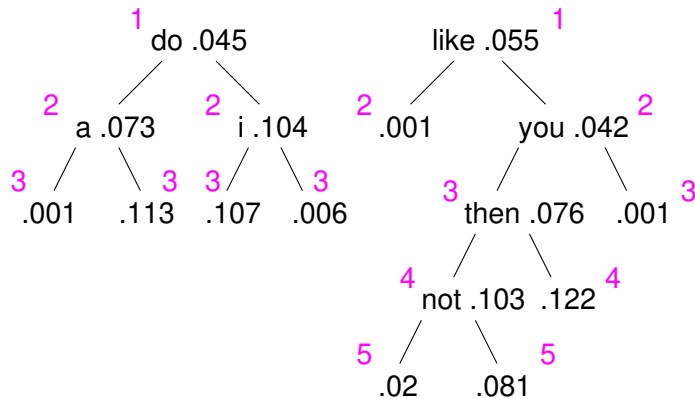 1 1
do .045 like .055
2 2 2 2
a .073 i .104 .001 you .042
3 3 3 3 3 3
.001 .113 .107 .006 then .076 .001
4 4
not .103 .122
5 5
.02 .081